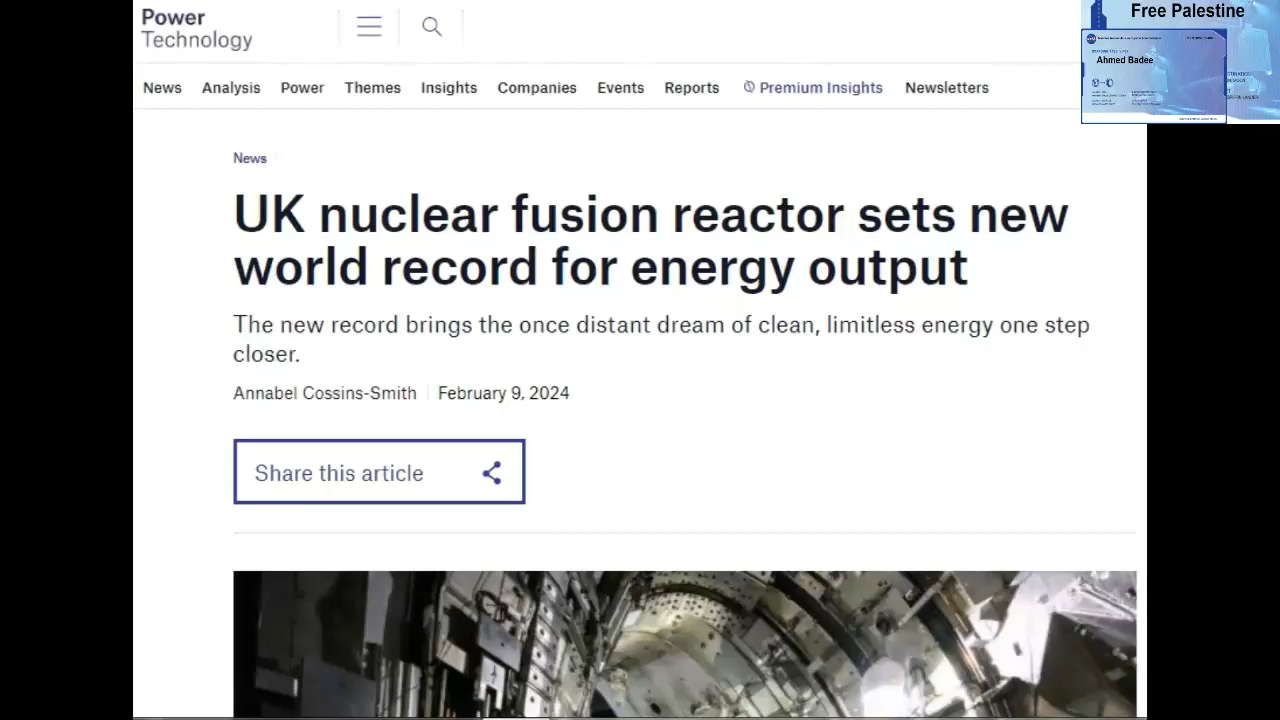 Power
Technology
Free Palestine
Ahmed Badee
News Analysis Power Themes Insights Companies Events Reports Premium Insights Newsletters
News
UK nuclear fusion reactor sets new
world record for energy output
The new record brings the once distant dream of clean, limitless energy one step
closer.
Annabel Cossins-Smith February 9, 2024
Share this article